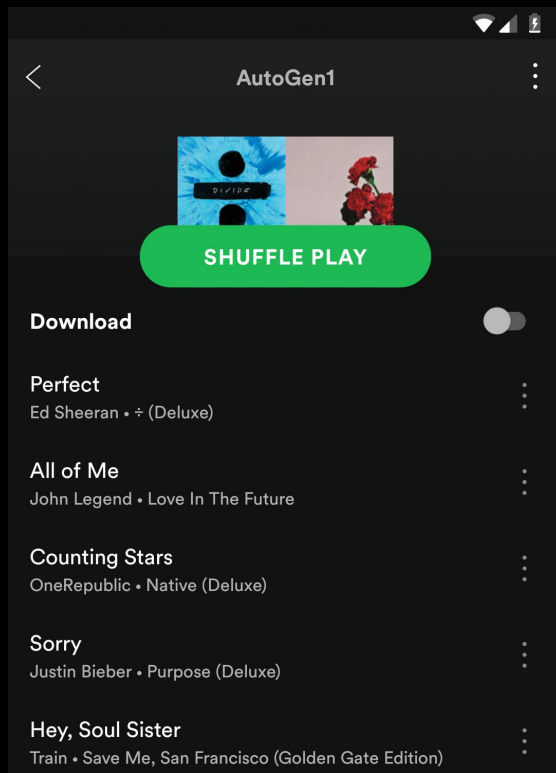 AutoGen1
DIVIDE
SHUFFLE PLAY
Download
Perfect
Ed Sheeran • ÷ (Deluxe)
All of Me
John Legend • Love In The Future
Counting Stars
OneRepublic • Native (Deluxe)
Sorry
Justin Bieber • Purpose (Deluxe)
Hey, Soul Sister
Train • Save Me, San Francisco (Golden Gate Edition)